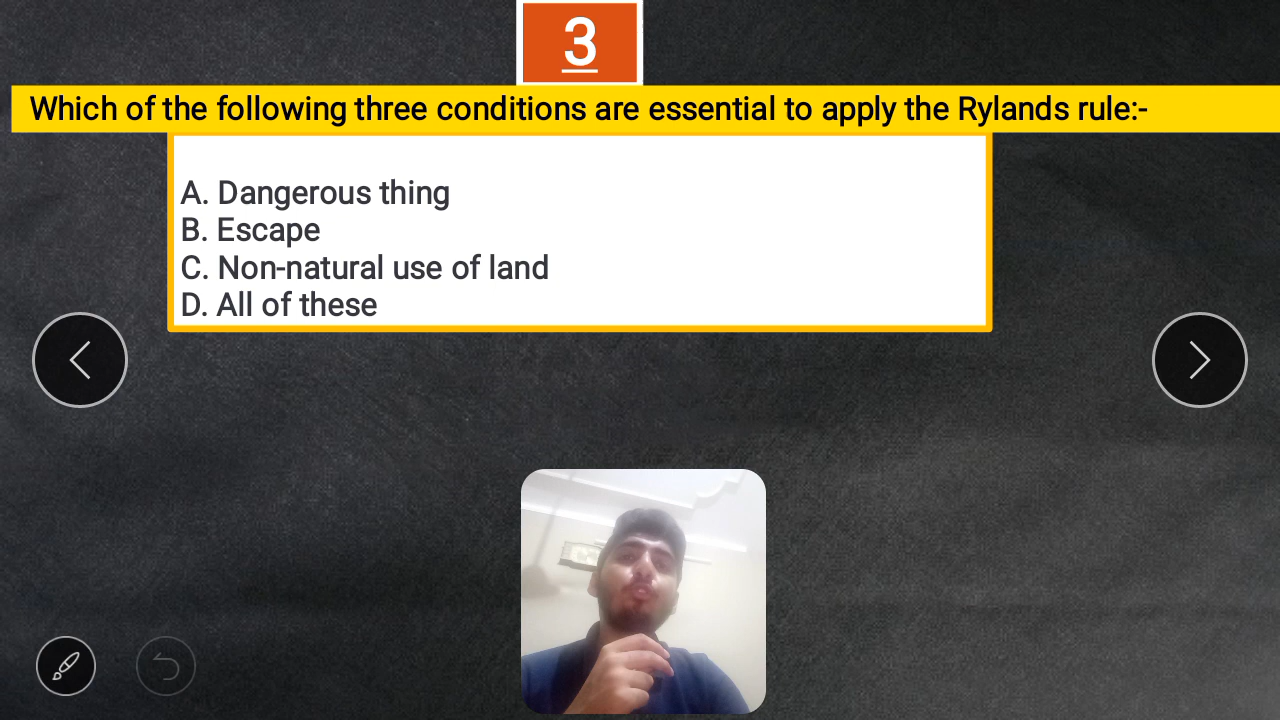 3
Which of the following three conditions are essential to apply the Rylands rule:-
A. Dangerous thing
B. Escape
C. Non-natural use of land
D. All of these